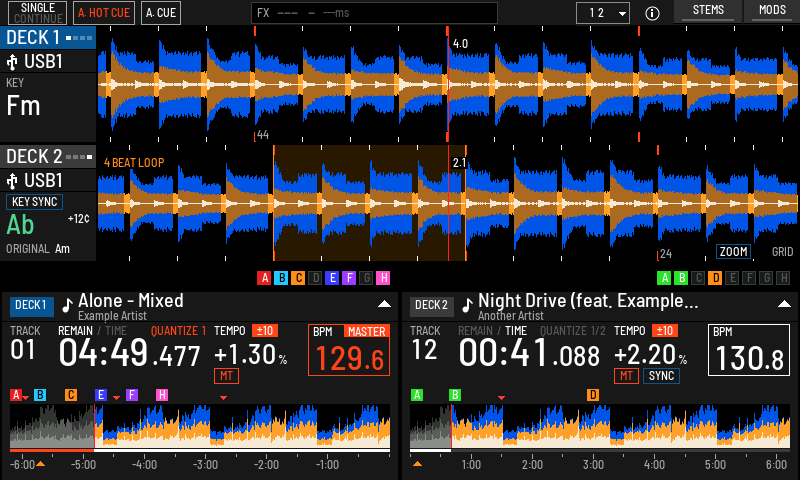 SINGLE
CONTINUE
A. HOT CUE
A. CUE
FX --- - ---ms
1 2
STEMS
MODS
DECK 1
USB1
KEY
Fm
4.0
44
DECK 2
USB1
KEY SYNC
Ab
+12¢
ORIGINAL Am
4 BEAT LOOP
2.1
24
ZOOM
GRID
A B C D E F G H
A B C D E F G H
DECK 1
Alone - Mixed
Example Artist
TRACK
01
REMAIN / TIME
QUANTIZE 1
04:49.477
TEMPO
±10
+1.30%
MT
BPM
MASTER
129.6
A B C E F H
-6:00 -5:00 -4:00 -3:00 -2:00 -1:00
DECK 2
Night Drive (feat. Example...
Another Artist
TRACK
12
REMAIN / TIME
QUANTIZE 1/2
00:41.088
TEMPO
±10
+2.20%
MT
SYNC
BPM
130.8
A B D
1:00 2:00 3:00 4:00 5:00 6:00